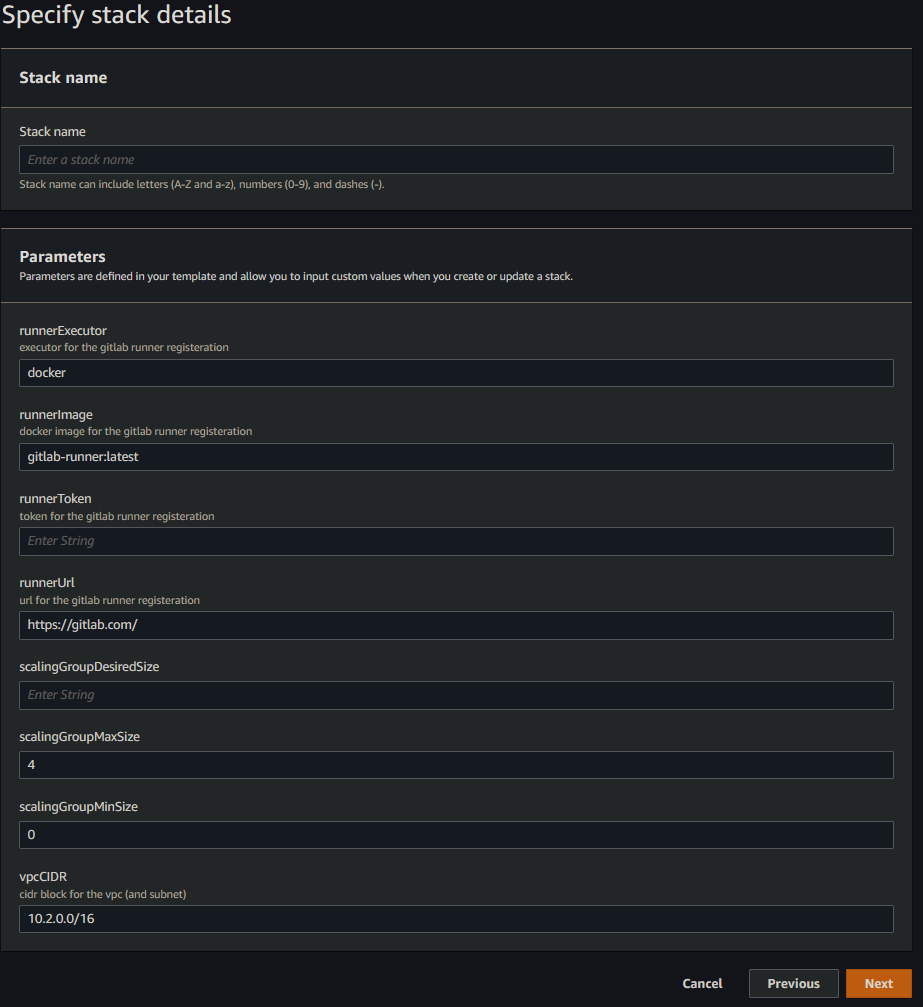 Specify stack details
Stack name
Stack name
Enter a stack name
Stack name can include letters (A-Z and a-z), numbers (0-9), and dashes (-).
Parameters
Parameters are defined in your template and allow you to input custom values when you create or update a stack.
runnerExecutor
executor for the gitlab runner registeration
docker
runnerImage
docker image for the gitlab runner registeration
gitlab-runner:latest
runnerToken
token for the gitlab runner registeration
Enter String
runnerUrl
url for the gitlab runner registeration
https://gitlab.com/
scalingGroupDesiredSize
Enter String
scalingGroupMaxSize
4
scalingGroupMinSize
0
vpcCIDR
cidr block for the vpc (and subnet)
10.2.0.0/16
Cancel Previous Next